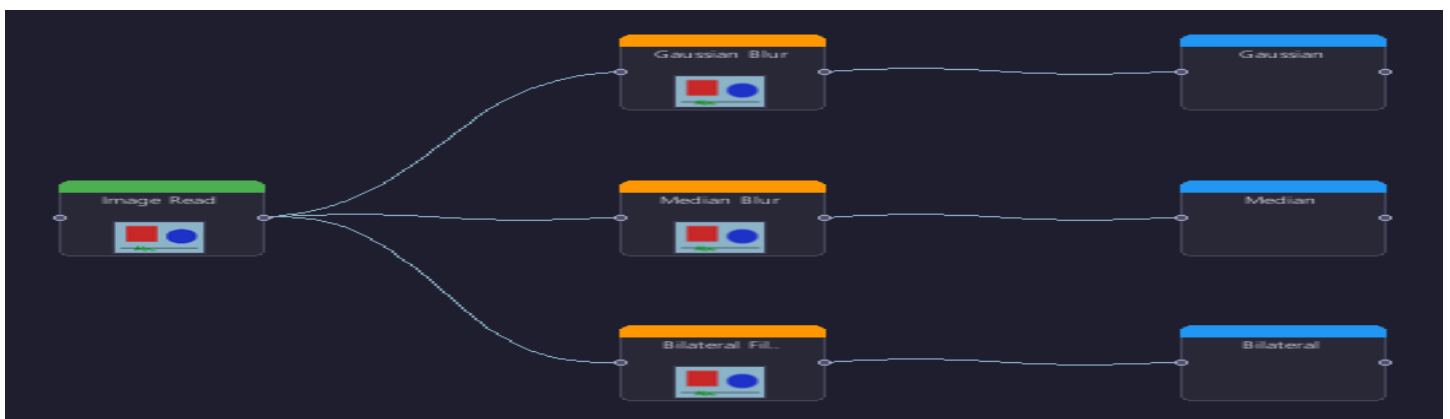 Gaussian Blur
Gaussian
Image Read
Median Blur
Median
Bilateral Fil..
Bilateral